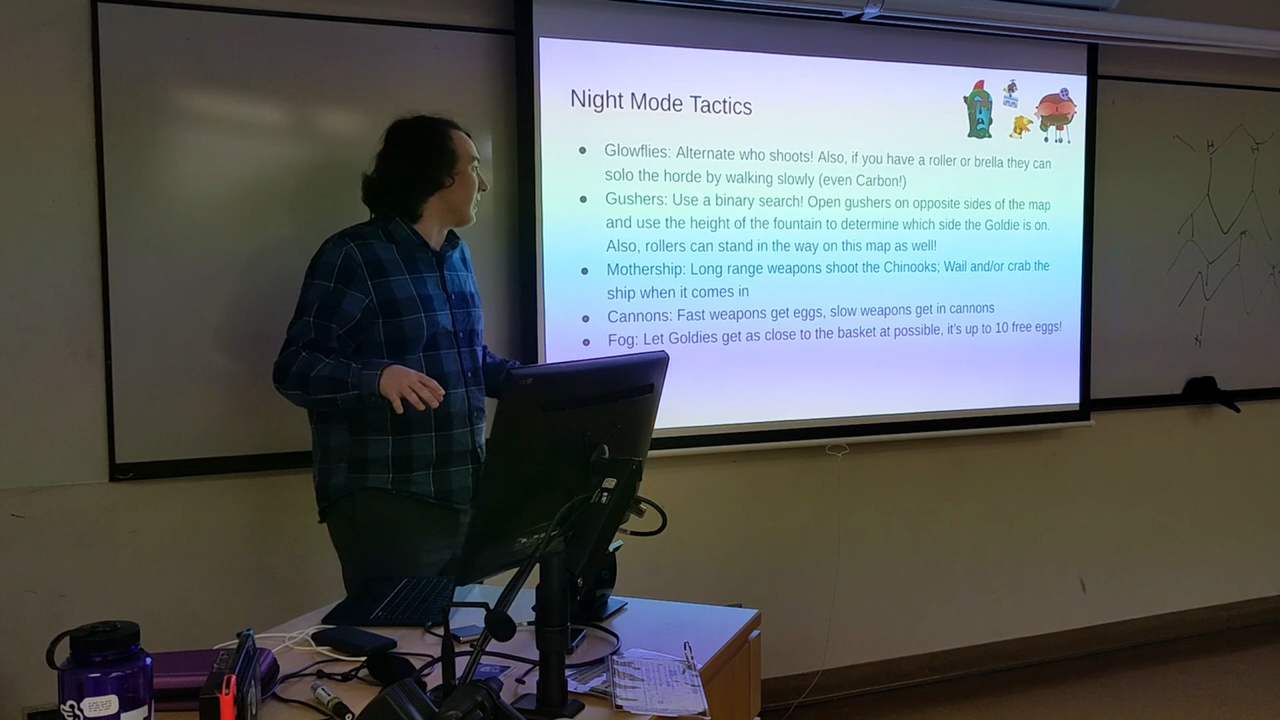 Night Mode Tactics
Glowflies: Alternate who shoots! Also, if you have a roller or brella they can
solo the horde by walking slowly (even Carbon!)
Gushers: Use a binary search! Open gushers on opposite sides of the map
and use the height of the fountain to determine which side the Goldie is on.
Also, rollers can stand in the way on this map as well!
Mothership: Long range weapons shoot the Chinooks; Wail and/or crab the
ship when it comes in
Cannons: Fast weapons get eggs, slow weapons get in cannons
Fog: Let Goldies get as close to the basket at possible, it's up to 10 free eggs!